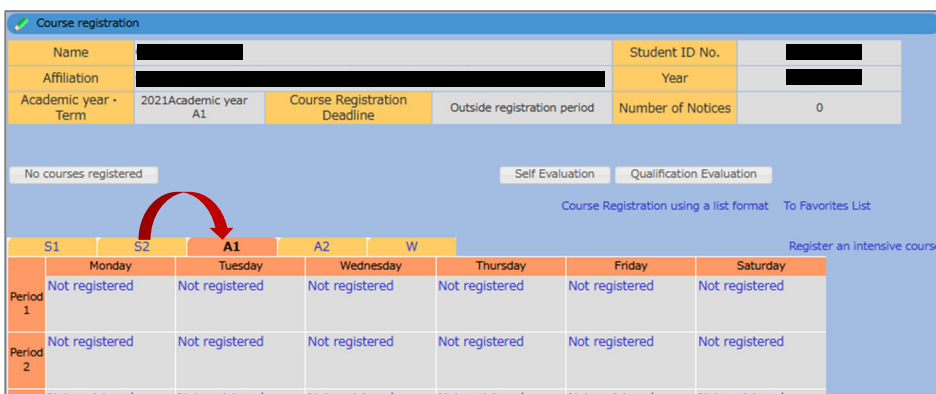 Course registration
Name Student ID No.
Affiliation Year
Academic year・Term 2021Academic year A1 Course Registration Deadline Outside registration period Number of Notices 0
No courses registered Self Evaluation Qualification Evaluation
Course Registration using a list format To Favorites List
S1 S2 A1 A2 W Register an intensive course
Monday Tuesday Wednesday Thursday Friday Saturday
Period 1 Not registered Not registered Not registered Not registered Not registered Not registered
Period 2 Not registered Not registered Not registered Not registered Not registered Not registered